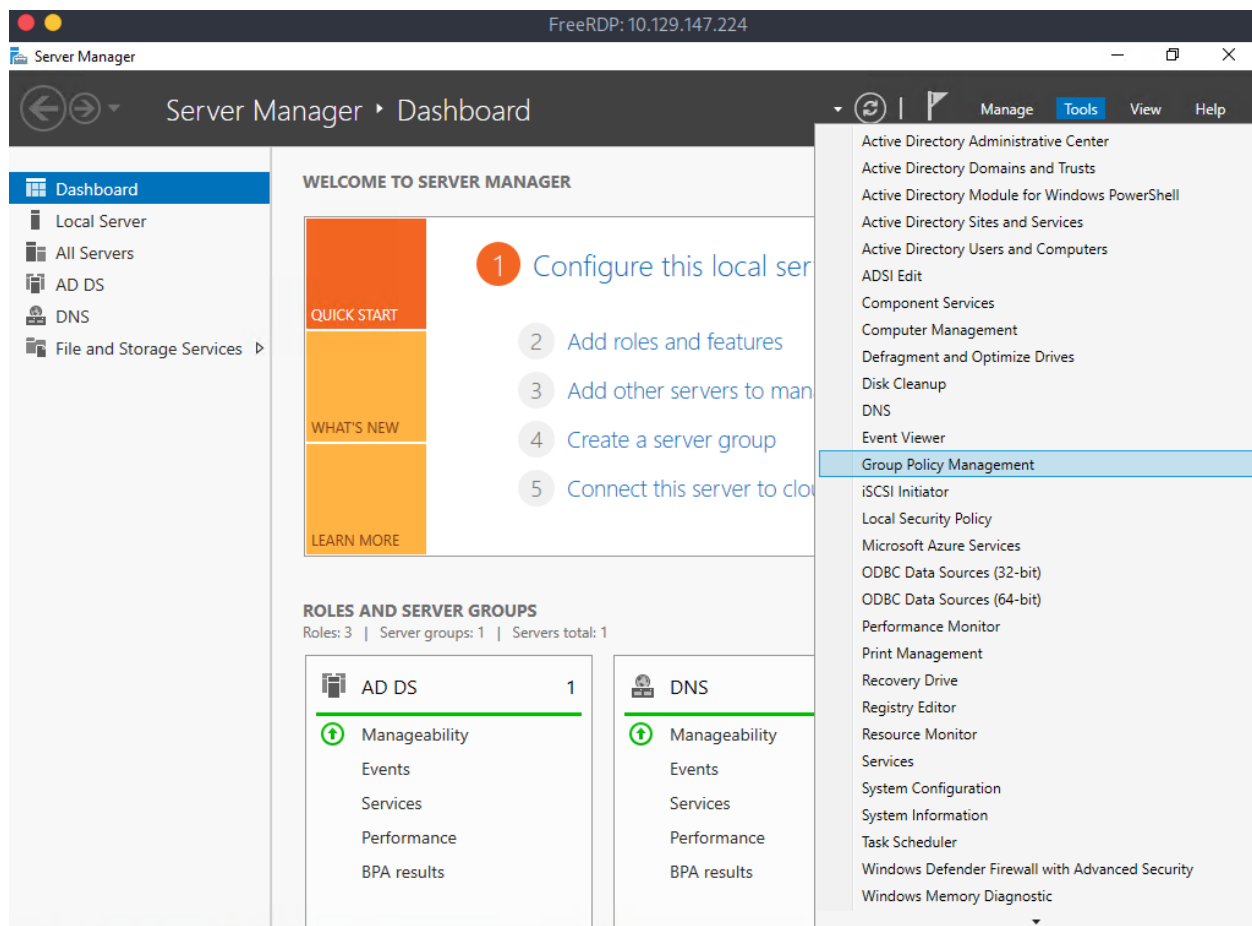 FreeRDP: 10.129.147.224
Server Manager
Server Manager ‣ Dashboard
Manage Tools View Help
Dashboard
Local Server
All Servers
AD DS
DNS
File and Storage Services
WELCOME TO SERVER MANAGER
QUICK START
WHAT'S NEW
LEARN MORE
1 Configure this local ser
2 Add roles and features
3 Add other servers to man
4 Create a server group
5 Connect this server to clou
ROLES AND SERVER GROUPS
Roles: 3 | Server groups: 1 | Servers total: 1
AD DS 1
Manageability
Events
Services
Performance
BPA results
DNS
Manageability
Events
Services
Performance
BPA results
Active Directory Administrative Center
Active Directory Domains and Trusts
Active Directory Module for Windows PowerShell
Active Directory Sites and Services
Active Directory Users and Computers
ADSI Edit
Component Services
Computer Management
Defragment and Optimize Drives
Disk Cleanup
DNS
Event Viewer
Group Policy Management
iSCSI Initiator
Local Security Policy
Microsoft Azure Services
ODBC Data Sources (32-bit)
ODBC Data Sources (64-bit)
Performance Monitor
Print Management
Recovery Drive
Registry Editor
Resource Monitor
Services
System Configuration
System Information
Task Scheduler
Windows Defender Firewall with Advanced Security
Windows Memory Diagnostic